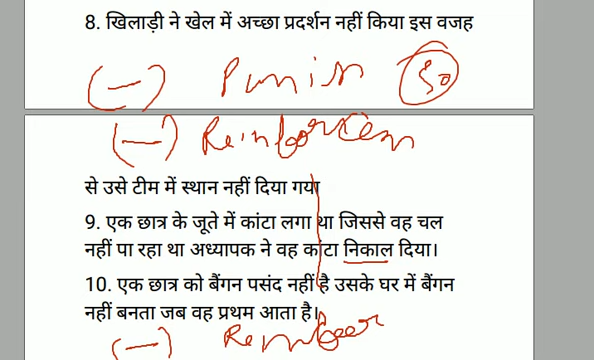 8. खिलाड़ी ने खेल में अच्छा प्रदर्शन नहीं किया इस वजह
(-) Punish
(-) Reinforcem
से उसे टीम में स्थान नहीं दिया गया
9. एक छात्र के जूते में कांटा लगा था जिससे वह चल
नहीं पा रहा था अध्यापक ने वह कांटा निकाल दिया।
10. एक छात्र को बैंगन पसंद नहीं है उसके घर में बैंगन
नहीं बनता जब वह प्रथम आता है।
(-)